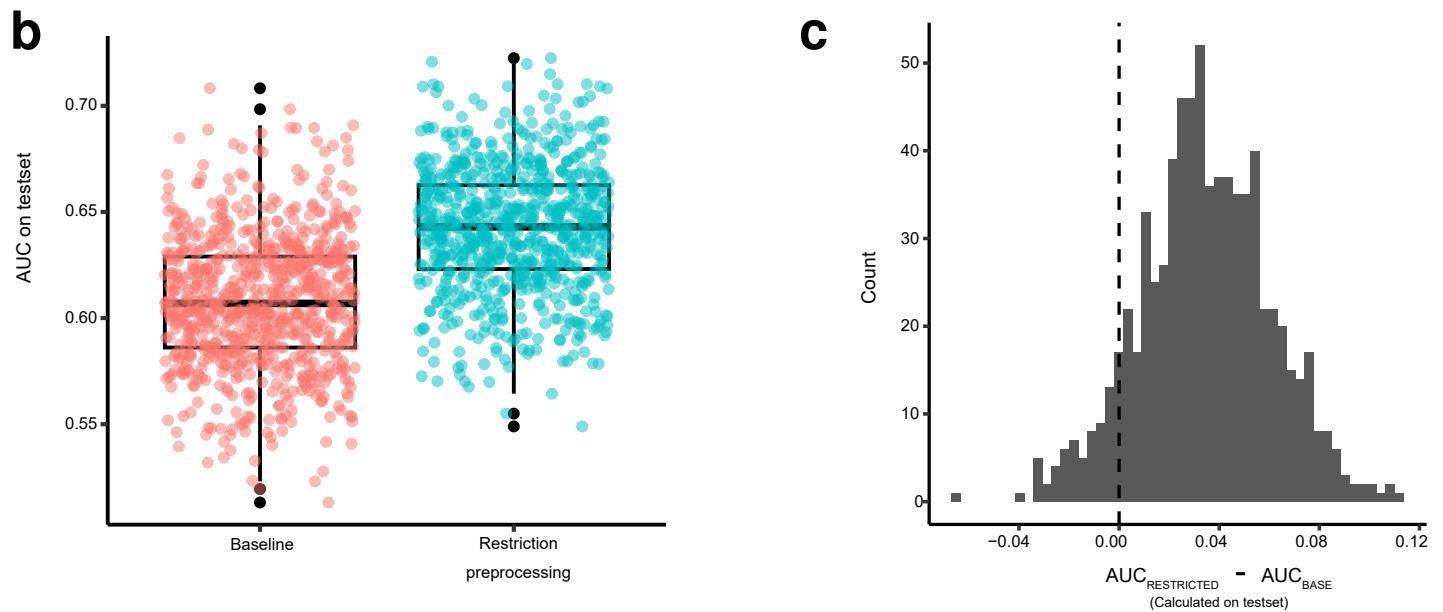 b
AUC on testset
0.70
0.65
0.60
0.55
Baseline
Restriction
preprocessing
c
Count
50
40
30
20
10
0
−0.04
0.00
0.04
0.08
0.12
AUCRESTRICTED - AUCBASE
(Calculated on testset)